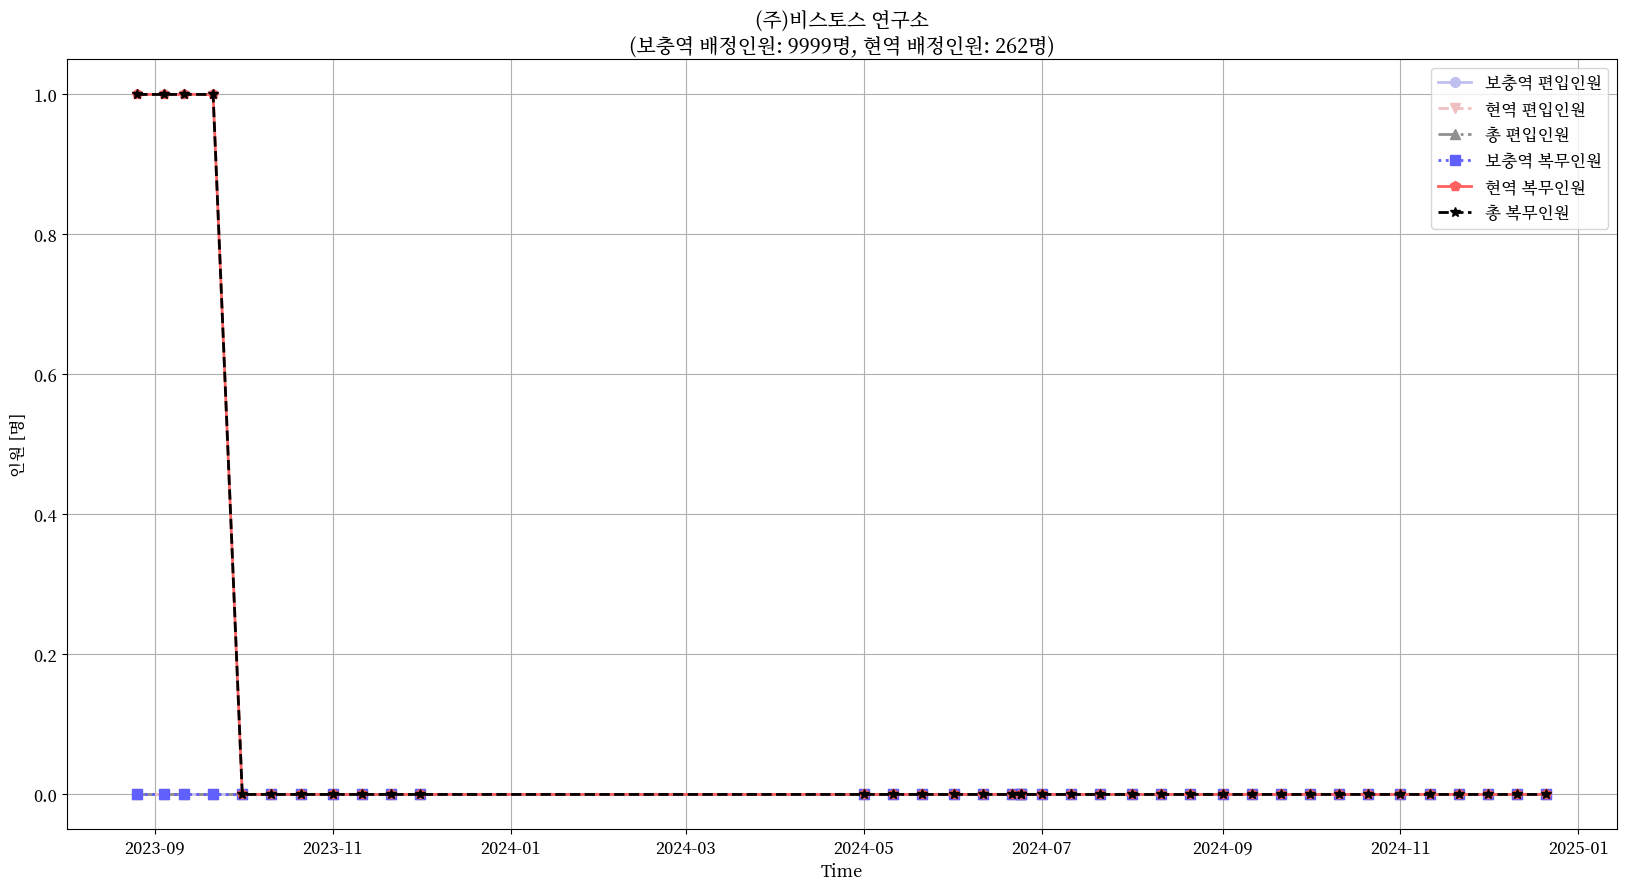 (주)비스토스 연구소
(보충역 배정인원: 9999명, 현역 배정인원: 262명)
보충역 편입인원
현역 편입인원
총 편입인원
보충역 복무인원
현역 복무인원
총 복무인원
1.0
0.8
0.6
0.4
0.2
0.0
인원 [명]
2023-09 2023-11 2024-01 2024-03 2024-05 2024-07 2024-09 2024-11 2025-01
Time